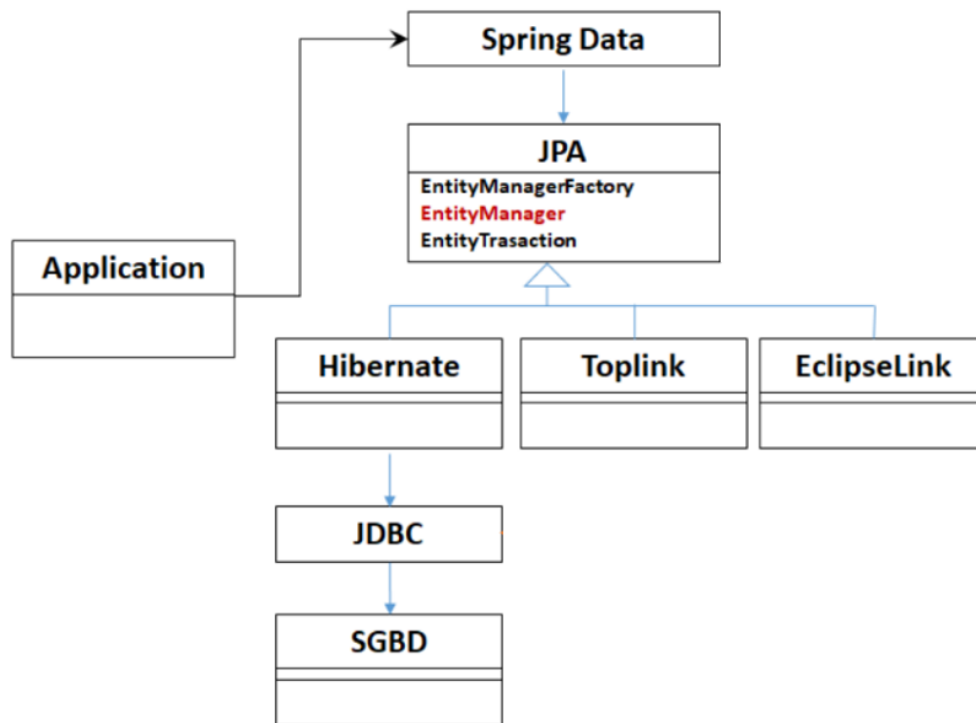 Spring Data
JPA
EntityManagerFactory
EntityManager
EntityTrasaction
Application
Hibernate
Toplink
EclipseLink
JDBC
SGBD